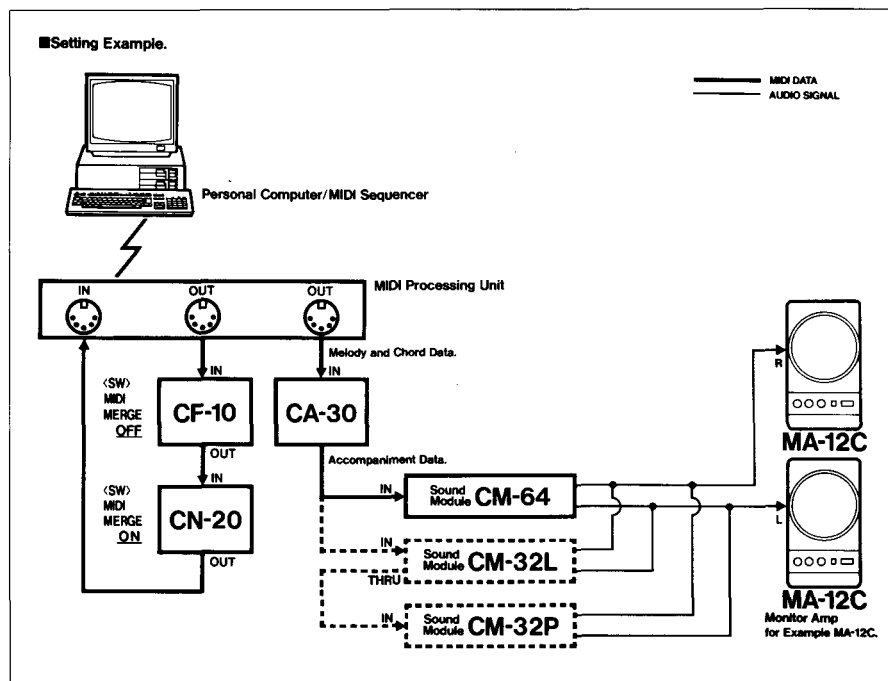 ■Setting Example.
MIDI DATA
AUDIO SIGNAL
Personal Computer/MIDI Sequencer
IN
OUT
OUT
MIDI Processing Unit
Melody and Chord Data.
IN
IN
<SW>
MIDI
MERGE
OFF
CF-10
CA-30
OUT
Accompaniment Data.
IN
<SW>
MIDI
MERGE
ON
CN-20
OUT
IN
Sound
Module CM-64
IN
Sound
Module CM-32L
THRU
IN
Sound
Module CM-32P
R
MA-12C
L
MA-12C
Monitor Amp
for Example MA-12C.